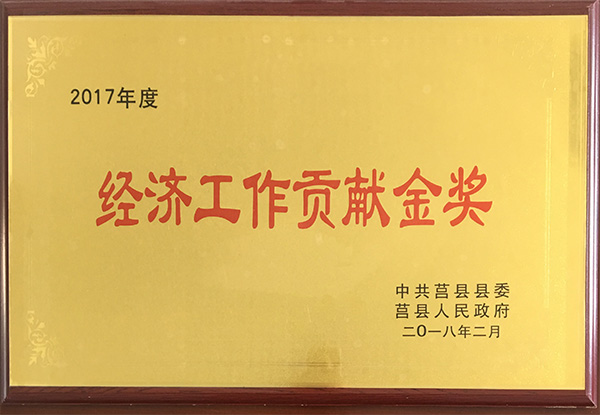 2017年度
经济工作贡献金奖
中共莒县县委
莒县人民政府
二O一八年二月